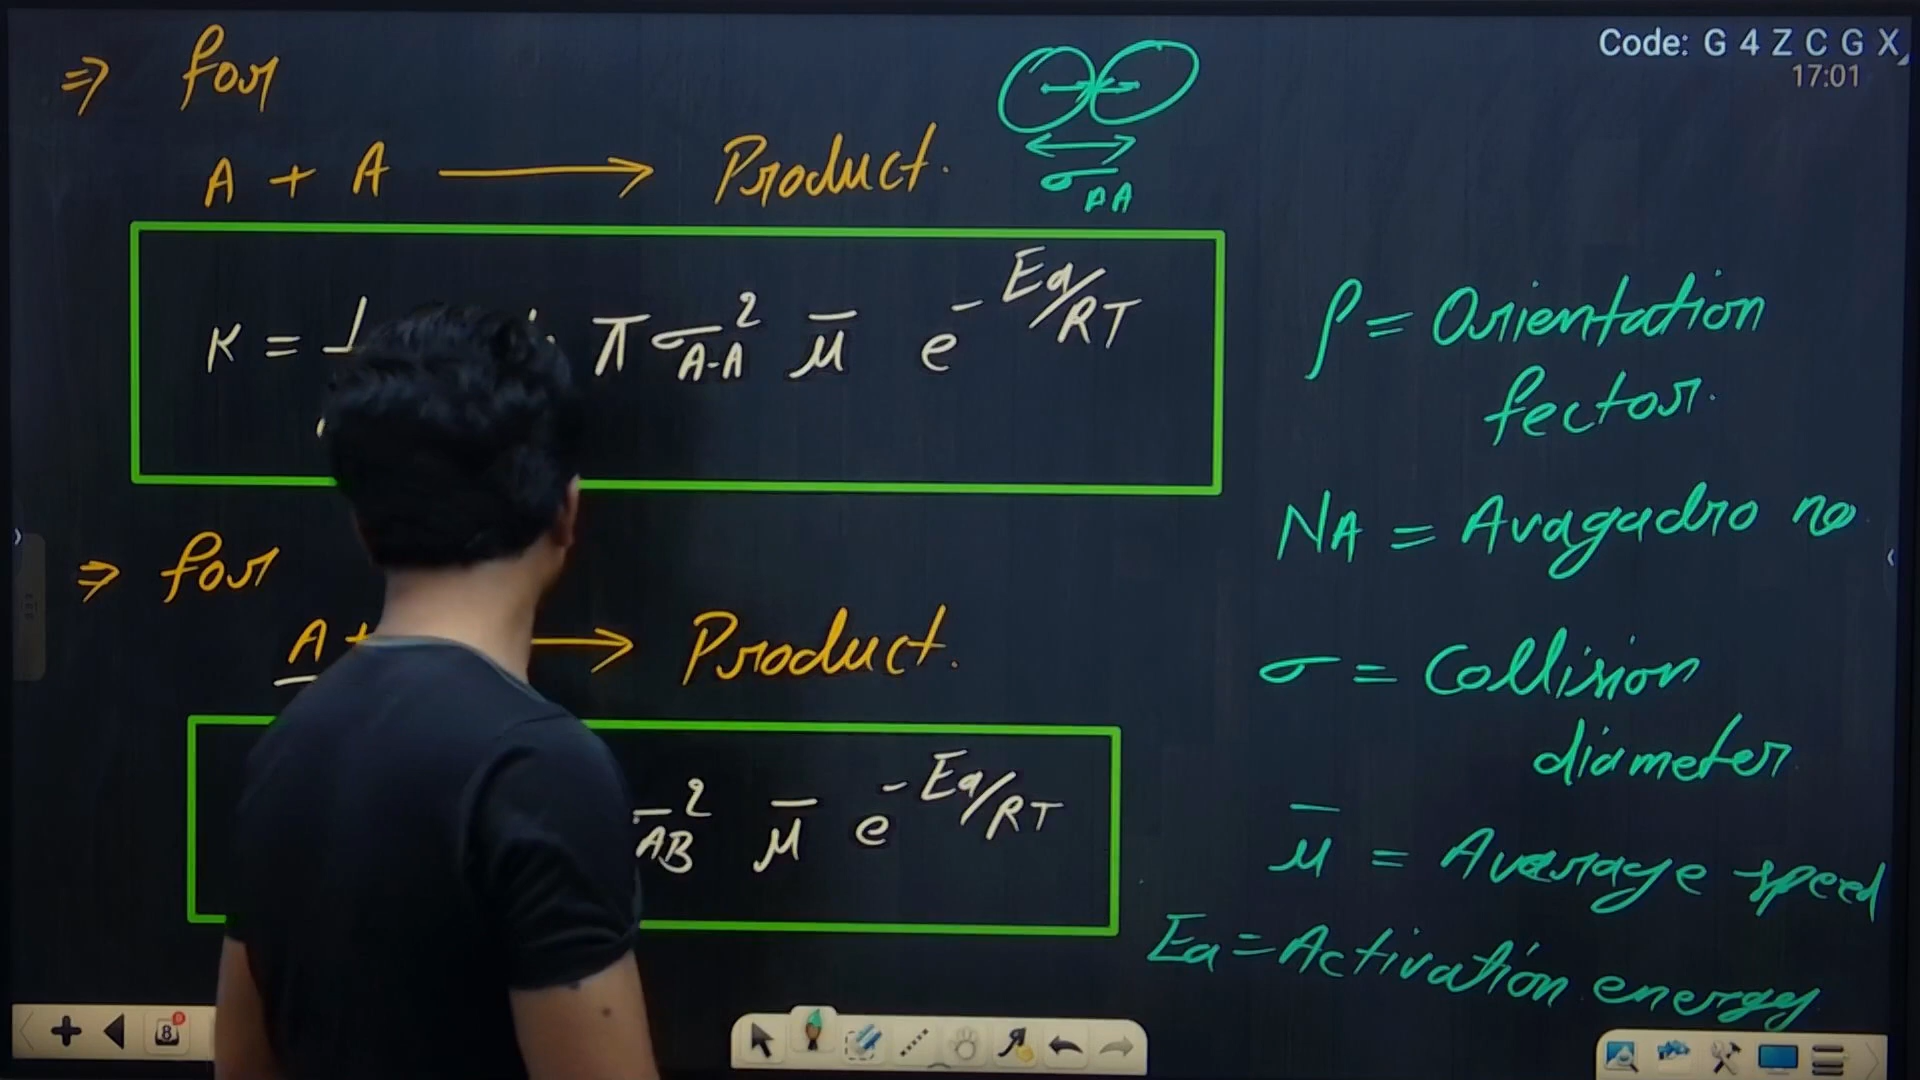 Code: G 4 Z C G X
17:01
⇒ for
A + A ⟶ Product.
σAA
K = π σ²A-A μ̄ e^-Ea/RT
⇒ for
A + ⟶ Product.
²AB μ̄ e^-Ea/RT
ρ = Orientation
fector.
NA = Avagadro no
σ = Collision
diameter
μ̄ = Average speed
Ea = Activation energy
8